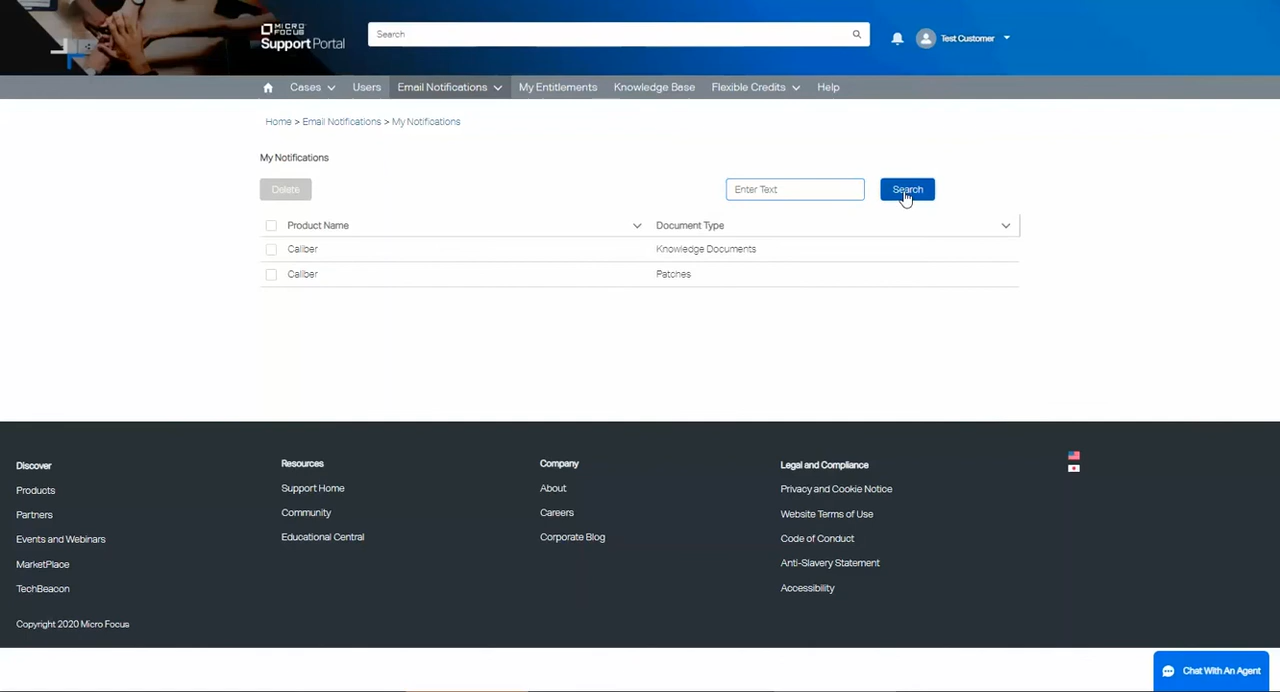 MICRO
FOCUS
Support Portal
Search
Test Customer
Cases
Users
Email Notifications
My Entitlements
Knowledge Base
Flexible Credits
Help
Home > Email Notifications > My Notifications
My Notifications
Delete
Enter Text
Search
Product Name
Document Type
Caliber
Knowledge Documents
Caliber
Patches
Discover
Products
Partners
Events and Webinars
MarketPlace
TechBeacon
Resources
Support Home
Community
Educational Central
Company
About
Careers
Corporate Blog
Legal and Compliance
Privacy and Cookie Notice
Website Terms of Use
Code of Conduct
Anti-Slavery Statement
Accessibility
Copyright 2020 Micro Focus
Chat With An Agent